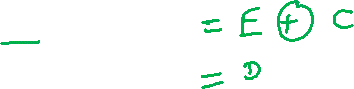 = E ⊕ C
= D